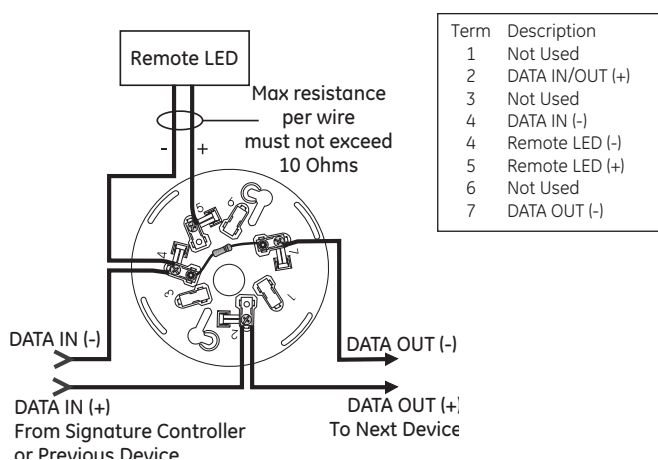 Remote LED
Max resistance
per wire
must not exceed
10 Ohms
- +
5
6
4
7
3
1
2
DATA IN (-)
DATA OUT (-)
DATA IN (+)
From Signature Controller
or Previous Device
DATA OUT (+)
To Next Device
Term Description
1 Not Used
2 DATA IN/OUT (+)
3 Not Used
4 DATA IN (-)
4 Remote LED (-)
5 Remote LED (+)
6 Not Used
7 DATA OUT (-)